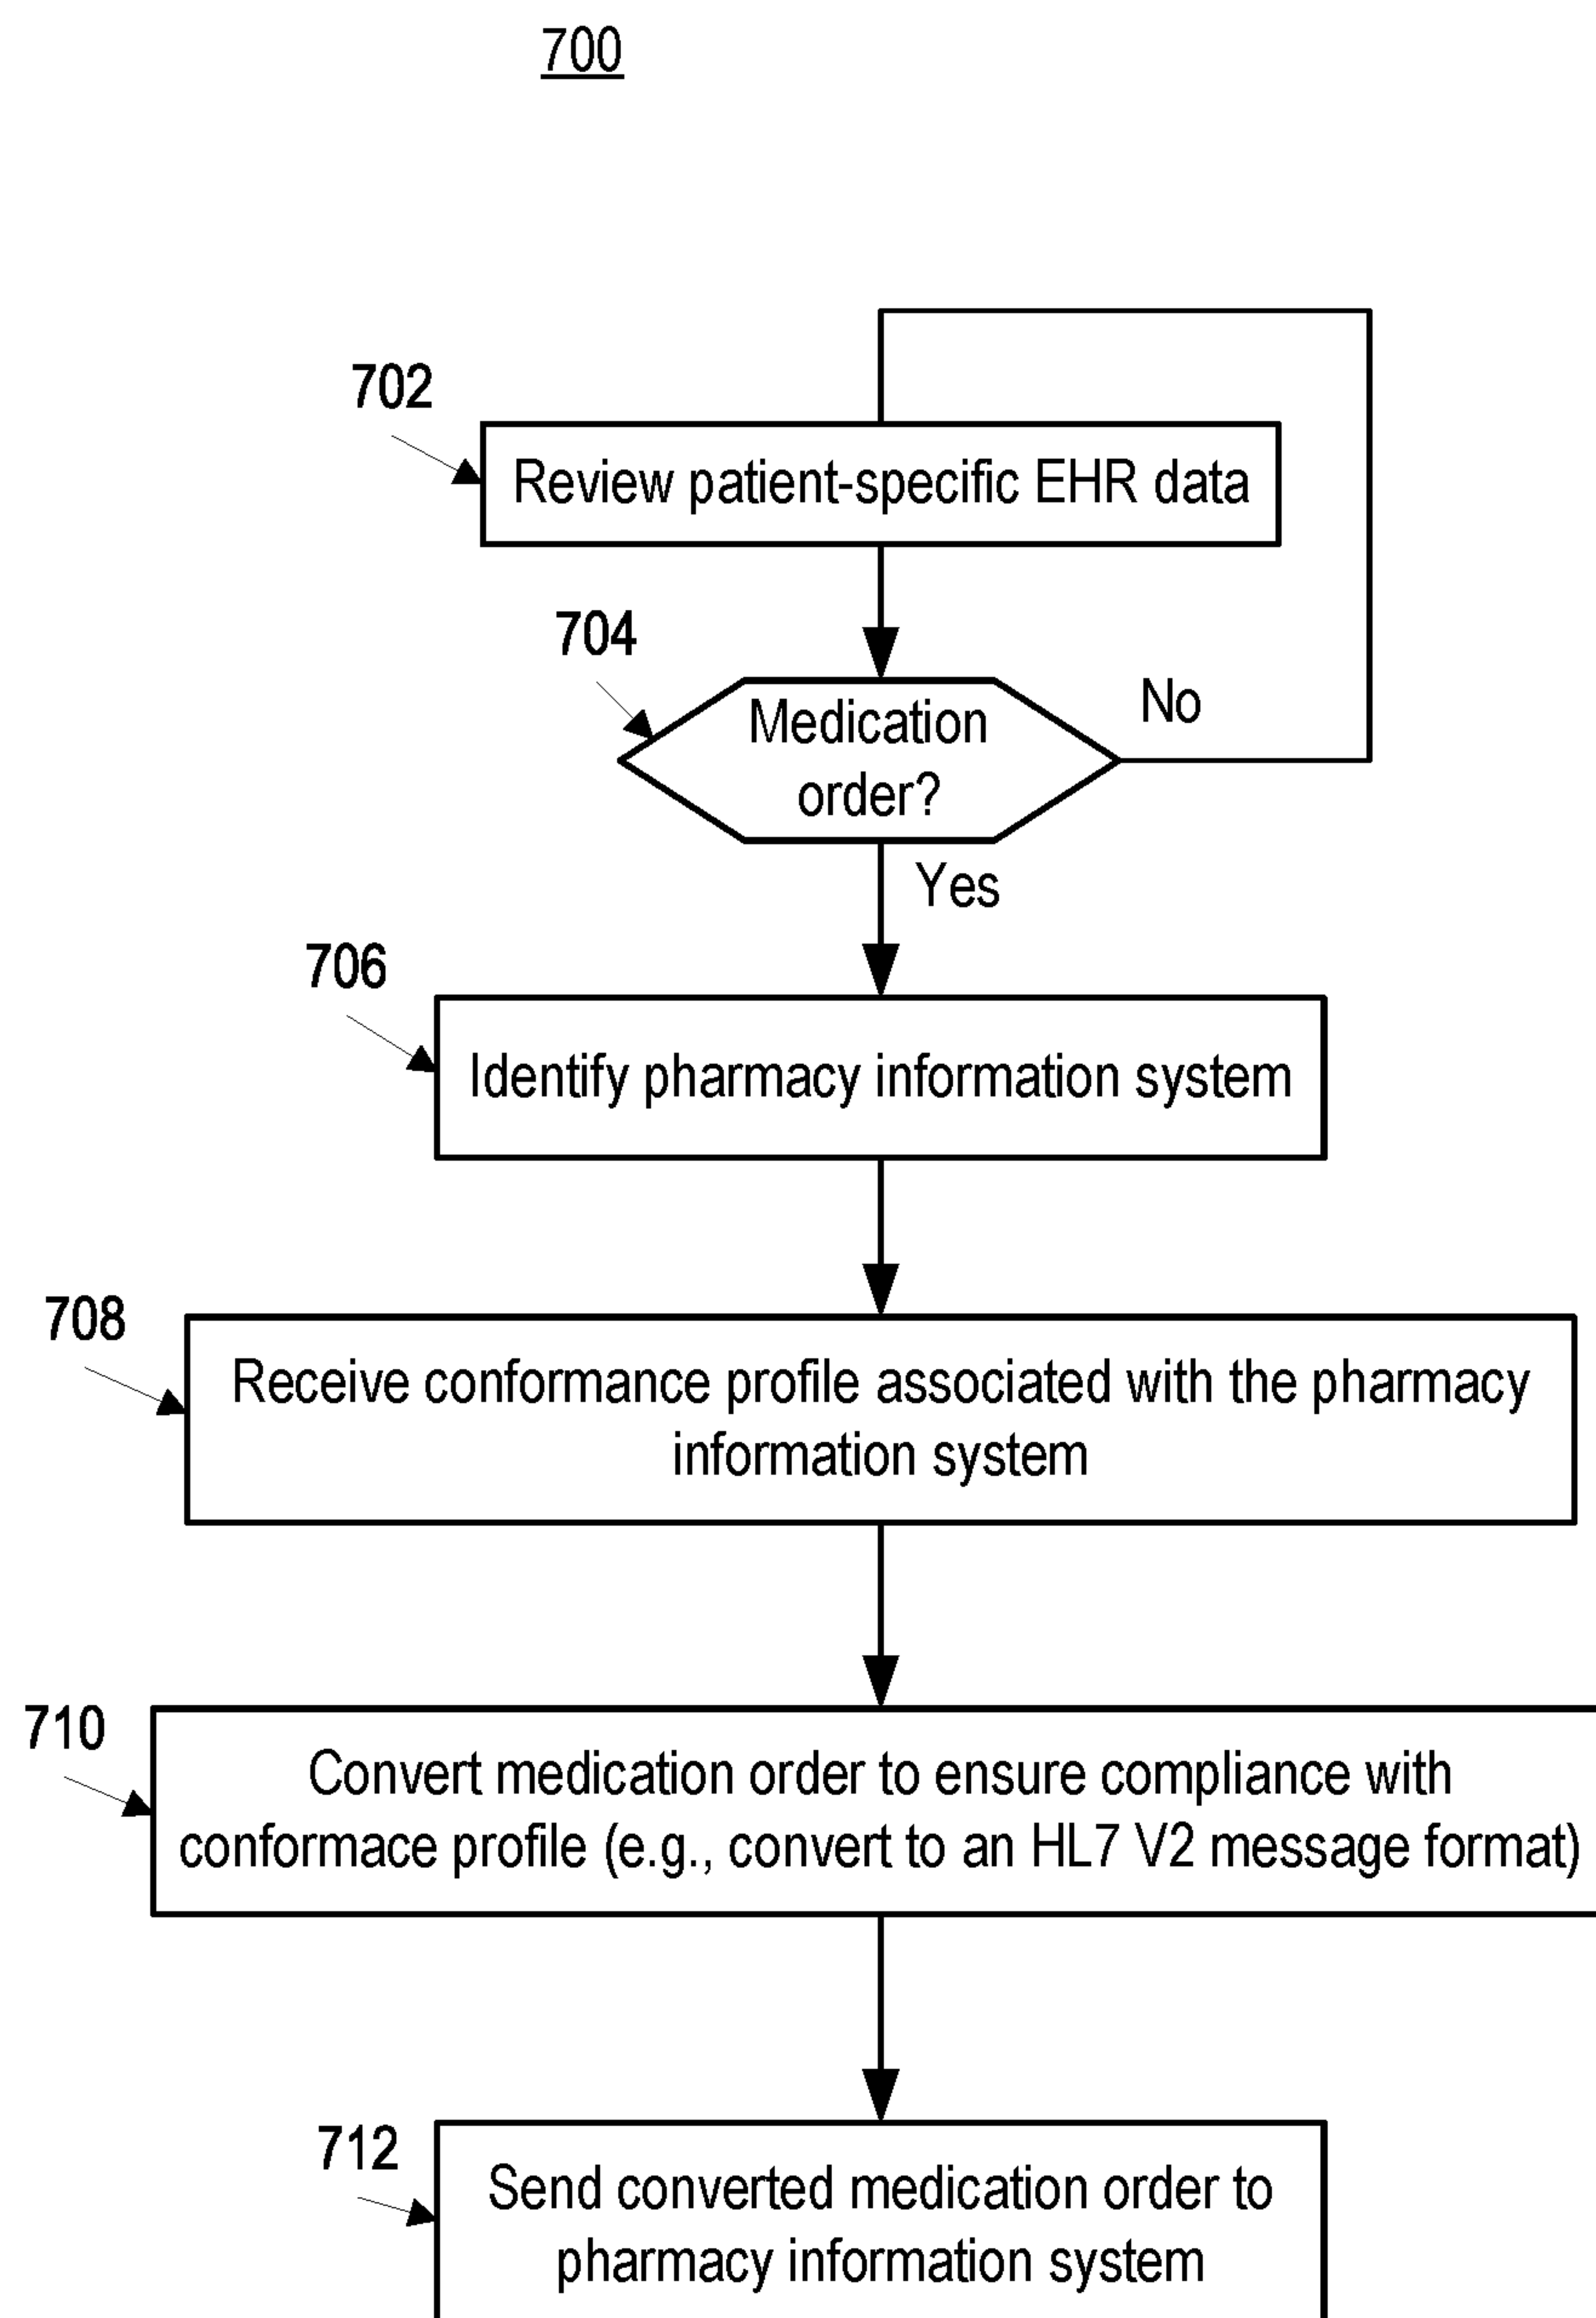 700
702
Review patient-specific EHR data
704
Medication
order?
No
Yes
706
Identify pharmacy information system
708
Receive conformance profile associated with the pharmacy
information system
710
Convert medication order to ensure compliance with
conformace profile (e.g., convert to an HL7 V2 message format)
712
Send converted medication order to
pharmacy information system